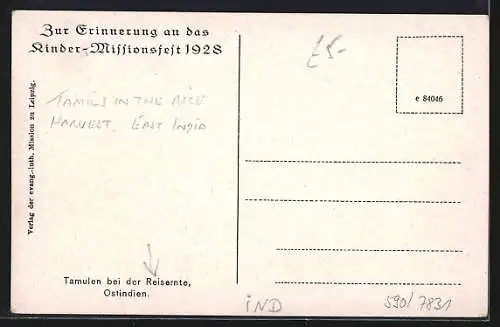 Zur Erinnerung an das
Kinder-Missionsfest 1928
£5-
e 84046
TAMILS IN THE RICE
HARVEST. EAST INDIA
Verlag der evang.-luth. Mission zu Leipzig.
Tamulen bei der Reisernte,
Ostindien.
IND
590/7831